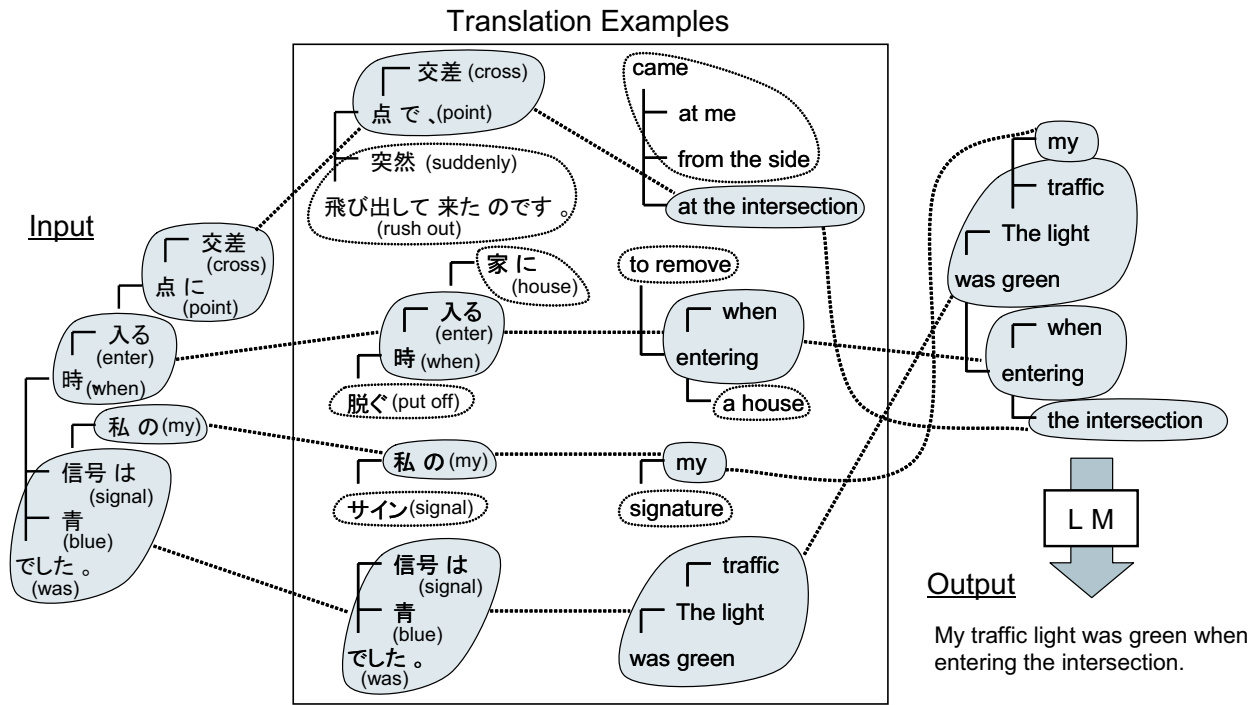 Translation Examples
Input
交差
(cross)
点 に
(point)
入る
(enter)
時 (when)
私 の (my)
信号 は
(signal)
青
(blue)
でした 。
(was)
交差 (cross)
点 で 、(point)
突然 (suddenly)
飛び出して 来た のです 。
(rush out)
家 に
(house)
入る
(enter)
時 (when)
脱ぐ (put off)
私 の (my)
サイン (signal)
信号 は
(signal)
青
(blue)
でした 。
(was)
came
at me
from the side
at the intersection
to remove
when
entering
a house
my
signature
traffic
The light
was green
my
traffic
The light
was green
when
entering
the intersection
L M
Output
My traffic light was green when
entering the intersection.